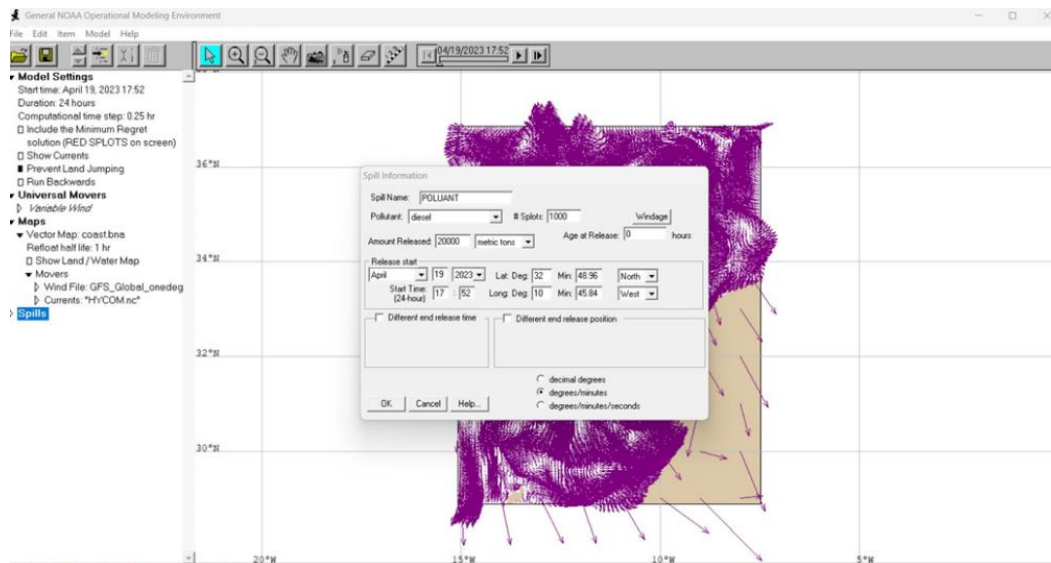 General NOAA Operational Modeling Environment
File Edit Item Model Help
04/19/2023 17:52
Model Settings
Start time: April 19, 2023 17:52
Duration: 24 hours
Computational time step: 0.25 hr
Include the Minimum Regret
solution (RED SPLOTS on screen)
Show Currents
Prevent Land Jumping
Run Backwards
Universal Movers
Variable Wind
Maps
Vector Map: coast.bna
Refloat half life: 1 hr
Show Land / Water Map
Movers
Wind File: GFS_Global_onedeg
Currents: "HYCOM.nc"
Spills
36°N
34°N
32°N
30°N
20°W 15°W 10°W 5°W
Spill Information
Spill Name: POLUANT
Pollutant: diesel # Splots: 1000 Windage
Amount Released: 20000 metric tons Age at Release: 0 hours
Release start
April 19 2023 Lat: Deg: 32 Min: 48.96 North
Start Time: 17 : 52 Long: Deg: 10 Min: 45.84 West
(24-hour)
Different end release time Different end release position
decimal degrees
degrees/minutes
degrees/minutes/seconds
OK Cancel Help...